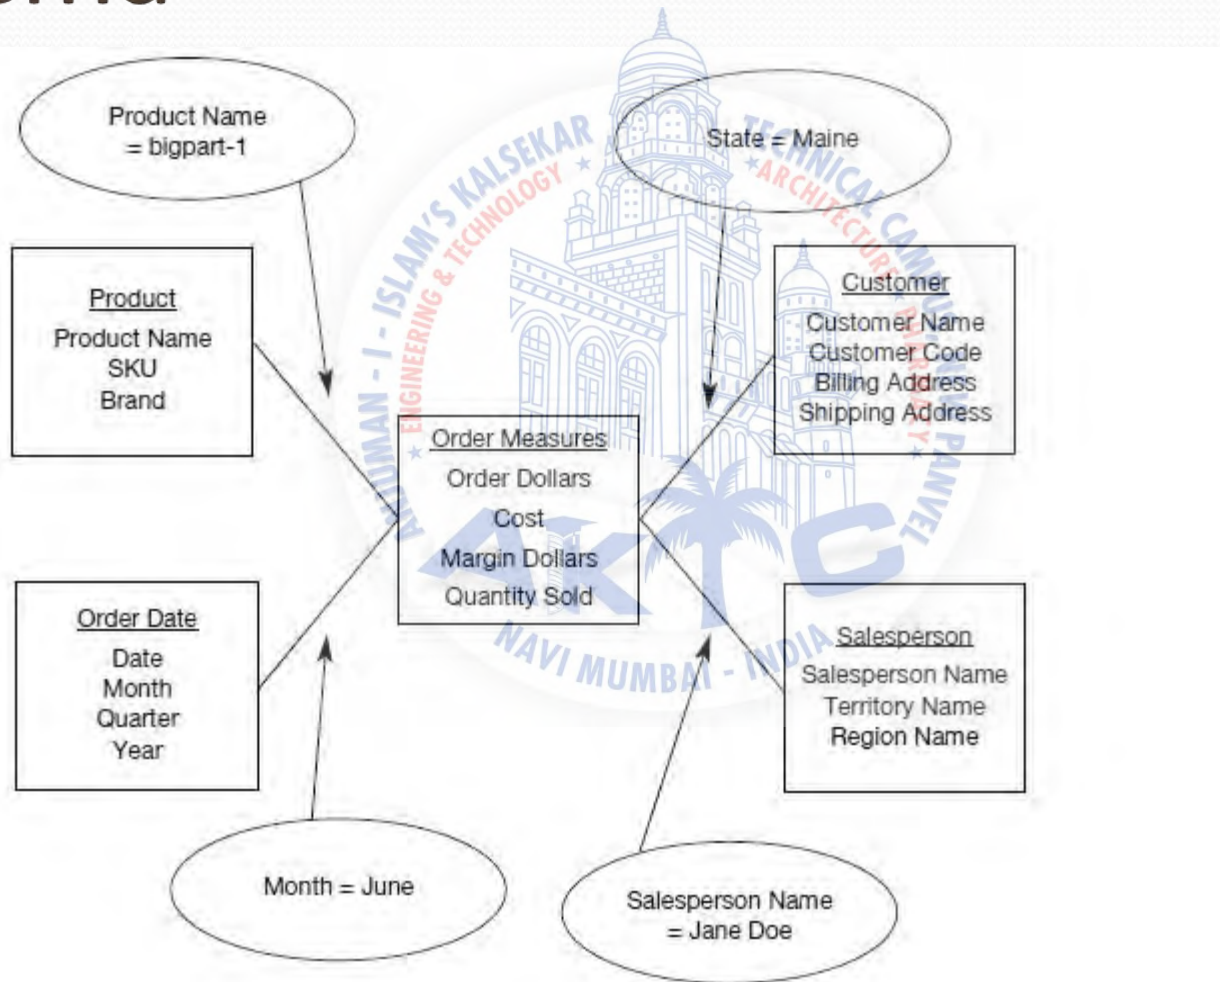 Product Name
= bigpart-1
State = Maine
Product
Product Name
SKU
Brand
Customer
Customer Name
Customer Code
Billing Address
Shipping Address
Order Measures
Order Dollars
Cost
Margin Dollars
Quantity Sold
Order Date
Date
Month
Quarter
Year
Salesperson
Salesperson Name
Territory Name
Region Name
Month = June
Salesperson Name
= Jane Doe
ANJUMAN - I - ISLAM'S KALSEKAR TECHNICAL CAMPUS, NEW PANVEL
ENGINEERING & TECHNOLOGY ★ ★ ARCHITECTURE ★ PHARMACY ★
AKTC
NAVI MUMBAI - INDIA